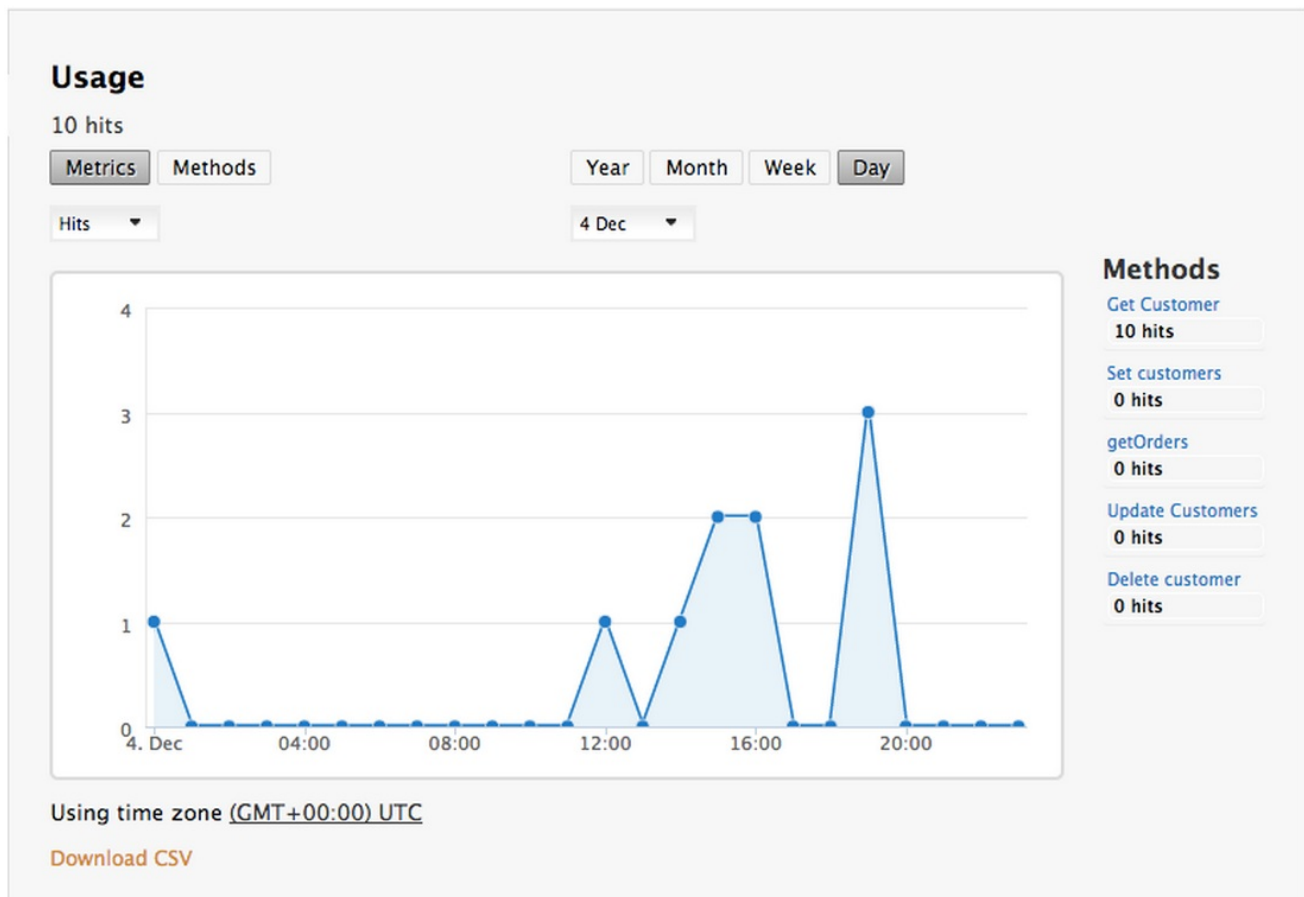 Usage
10 hits
Metrics Methods Year Month Week Day
Hits 4 Dec
4
3
2
1
0
4. Dec 04:00 08:00 12:00 16:00 20:00
Methods
Get Customer
10 hits
Set customers
0 hits
getOrders
0 hits
Update Customers
0 hits
Delete customer
0 hits
Using time zone (GMT+00:00) UTC
Download CSV